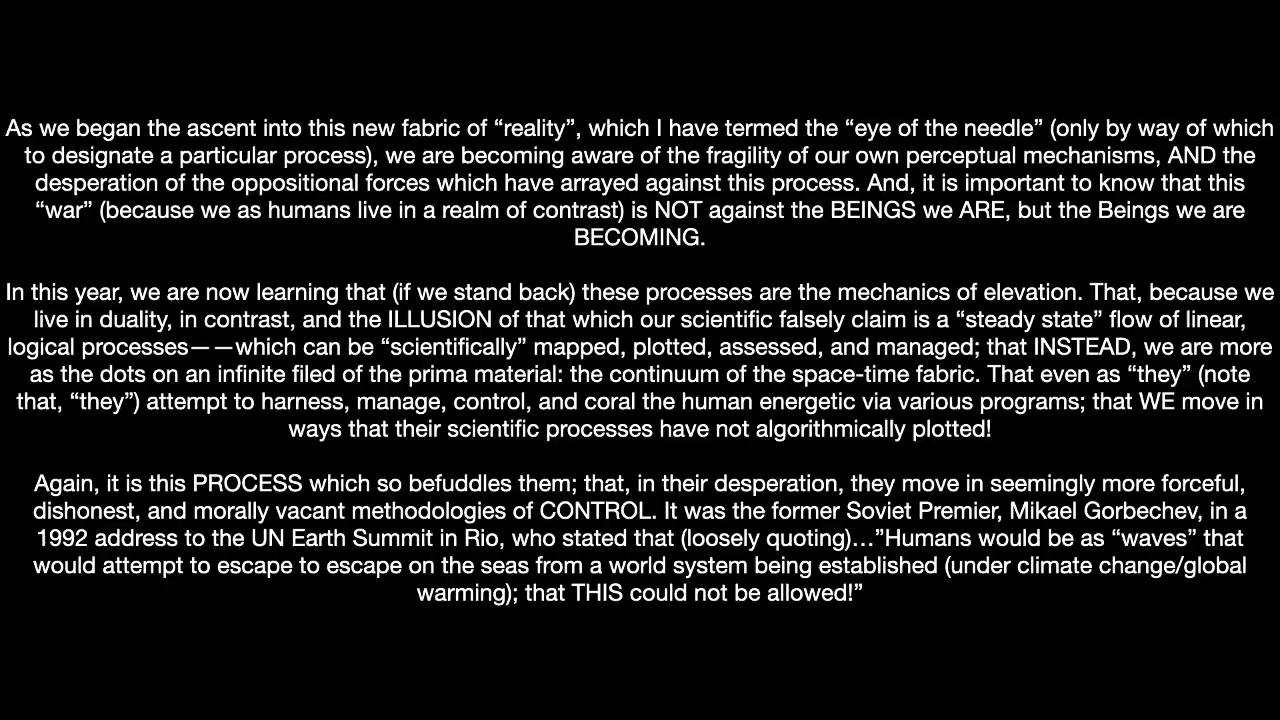 As we began the ascent into this new fabric of “reality”, which I have termed the “eye of the needle” (only by way of which
to designate a particular process), we are becoming aware of the fragility of our own perceptual mechanisms, AND the
desperation of the oppositional forces which have arrayed against this process. And, it is important to know that this
“war” (because we as humans live in a realm of contrast) is NOT against the BEINGS we ARE, but the Beings we are
BECOMING.
In this year, we are now learning that (if we stand back) these processes are the mechanics of elevation. That, because we
live in duality, in contrast, and the ILLUSION of that which our scientific falsely claim is a “steady state” flow of linear,
logical processes——which can be “scientifically” mapped, plotted, assessed, and managed; that INSTEAD, we are more
as the dots on an infinite filed of the prima material: the continuum of the space-time fabric. That even as “they” (note
that, “they”) attempt to harness, manage, control, and coral the human energetic via various programs; that WE move in
ways that their scientific processes have not algorithmically plotted!
Again, it is this PROCESS which so befuddles them; that, in their desperation, they move in seemingly more forceful,
dishonest, and morally vacant methodologies of CONTROL. It was the former Soviet Premier, Mikael Gorbechev, in a
1992 address to the UN Earth Summit in Rio, who stated that (loosely quoting)…”Humans would be as “waves” that
would attempt to escape to escape on the seas from a world system being established (under climate change/global
warming); that THIS could not be allowed!”